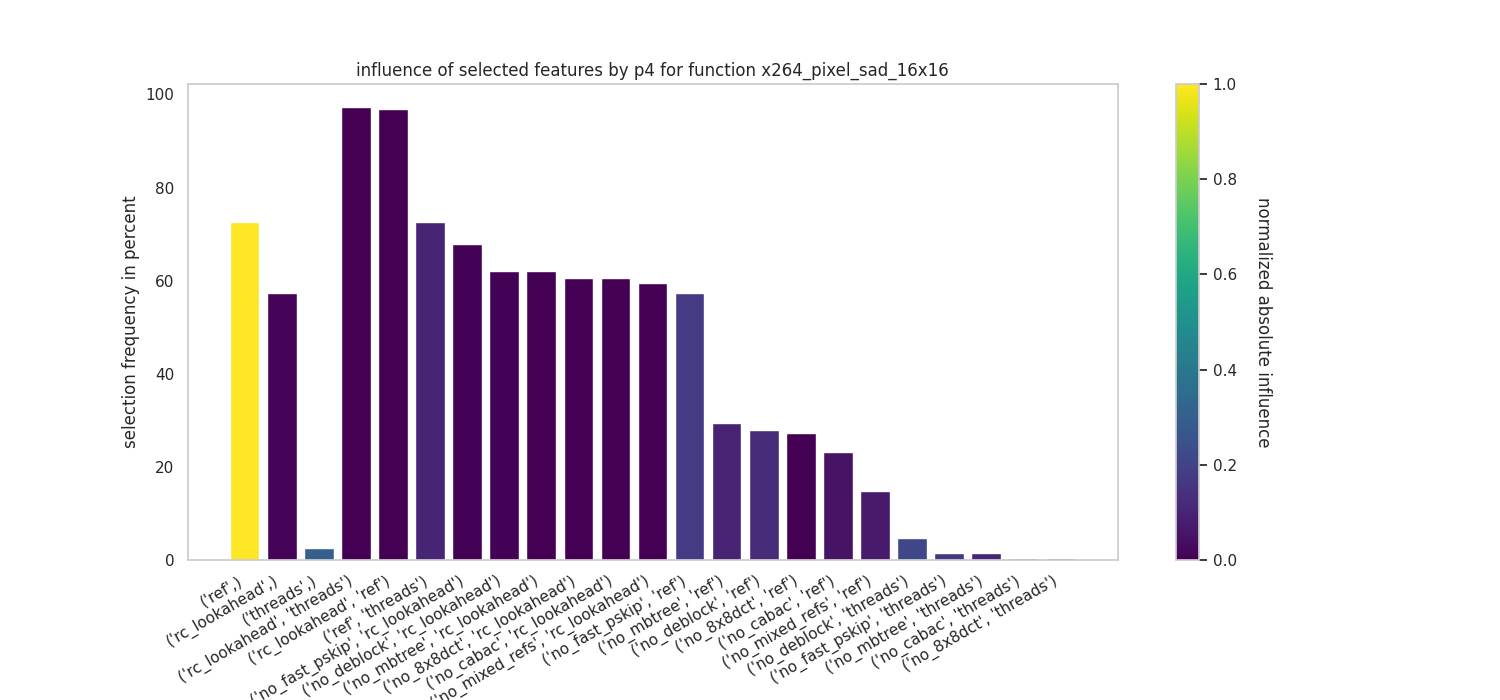 influence of selected features by p4 for function x264_pixel_sad_16x16
selection frequency in percent
100
80
60
40
20
0
('ref',)
('rc_lookahead',)
('threads',)
('rc_lookahead', 'threads')
('rc_lookahead', 'ref')
('ref', 'threads')
('no_fast_pskip', 'rc_lookahead')
('no_deblock', 'rc_lookahead')
('no_mbtree', 'rc_lookahead')
('no_8x8dct', 'rc_lookahead')
('no_cabac', 'rc_lookahead')
('no_mixed_refs', 'rc_lookahead')
('no_fast_pskip', 'ref')
('no_mbtree', 'ref')
('no_deblock', 'ref')
('no_8x8dct', 'ref')
('no_cabac', 'ref')
('no_mixed_refs', 'ref')
('no_deblock', 'threads')
('no_fast_pskip', 'threads')
('no_mbtree', 'threads')
('no_cabac', 'threads')
('no_8x8dct', 'threads')
1.0
0.8
0.6
0.4
0.2
0.0
normalized absolute influence